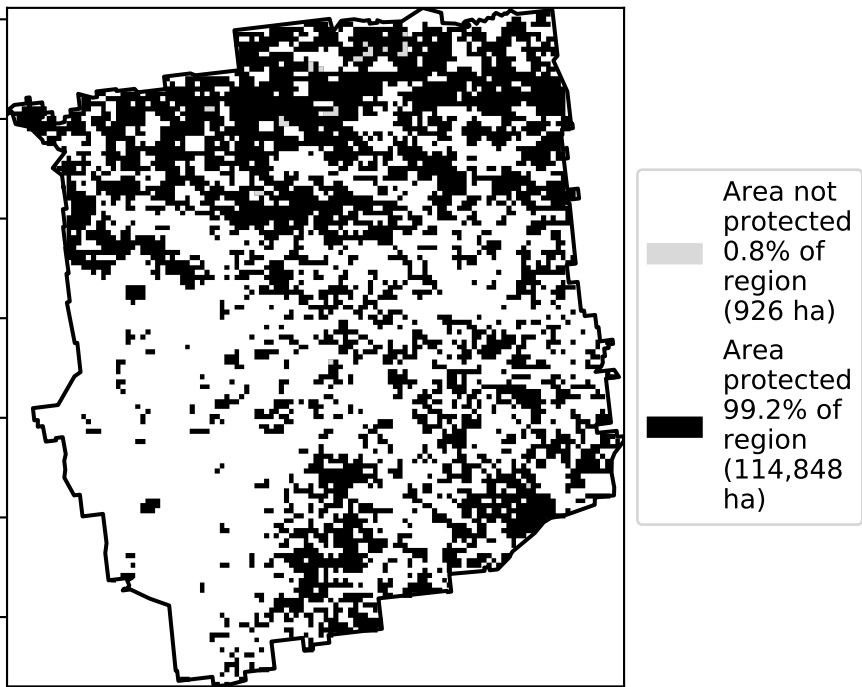 Area not
protected
0.8% of
region
(926 ha)
Area
protected
99.2% of
region
(114,848
ha)